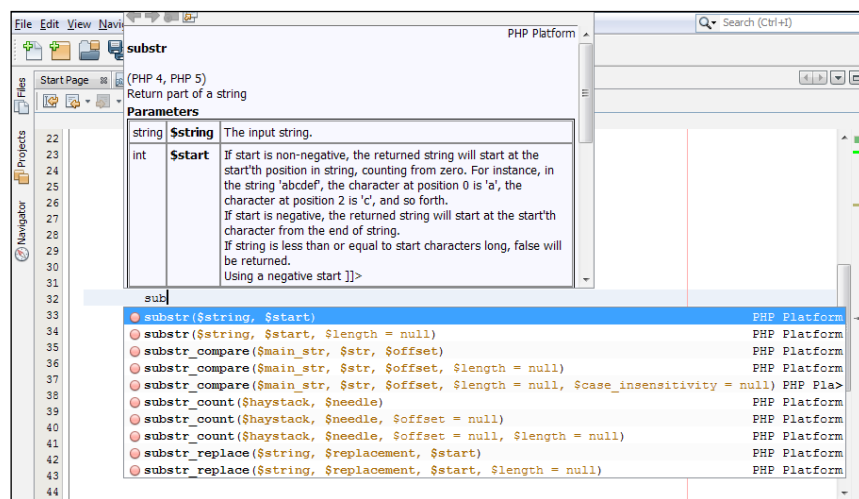 File Edit View Navi
Search (Ctrl+I)
PHP Platform
substr
(PHP 4, PHP 5)
Return part of a string
Parameters
string $string The input string.
int $start If start is non-negative, the returned string will start at the
start'th position in string, counting from zero. For instance, in
the string 'abcdef', the character at position 0 is 'a', the
character at position 2 is 'c', and so forth.
If start is negative, the returned string will start at the start'th
character from the end of string.
If string is less than or equal to start characters long, false will
be returned.
Using a negative start ]]>
Files
Projects
Navigator
Start Page
22
23
24
25
26
27
28
29
30
31
32 sub
33 substr($string, $start) PHP Platform
34 substr($string, $start, $length = null) PHP Platform
35 substr_compare($main_str, $str, $offset) PHP Platform
36 substr_compare($main_str, $str, $offset, $length = null) PHP Platform
37 substr_compare($main_str, $str, $offset, $length = null, $case_insensitivity = null) PHP Pla>
38 substr_count($haystack, $needle) PHP Platform
39 substr_count($haystack, $needle, $offset = null) PHP Platform
40 substr_count($haystack, $needle, $offset = null, $length = null) PHP Platform
41 substr_replace($string, $replacement, $start) PHP Platform
42 substr_replace($string, $replacement, $start, $length = null) PHP Platform
43
44